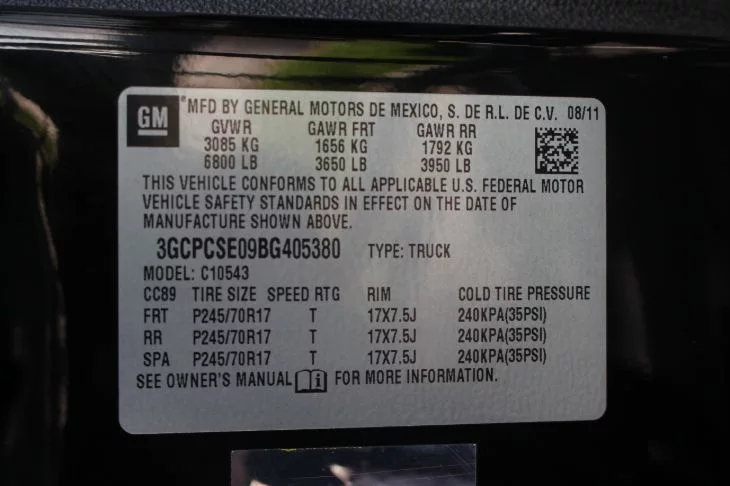 GM
*MFD BY GENERAL MOTORS DE MEXICO, S. DE R.L. DE C.V. 08/11
GVWR GAWR FRT GAWR RR
3085 KG 1656 KG 1792 KG
6800 LB 3650 LB 3950 LB
THIS VEHICLE CONFORMS TO ALL APPLICABLE U.S. FEDERAL MOTOR
VEHICLE SAFETY STANDARDS IN EFFECT ON THE DATE OF
MANUFACTURE SHOWN ABOVE.
3GCPCSE09BG405380 TYPE: TRUCK
MODEL: C10543
CC89 TIRE SIZE SPEED RTG RIM COLD TIRE PRESSURE
FRT P245/70R17 T 17X7.5J 240KPA(35PSI)
RR P245/70R17 T 17X7.5J 240KPA(35PSI)
SPA P245/70R17 T 17X7.5J 240KPA(35PSI)
SEE OWNER'S MANUAL i FOR MORE INFORMATION.